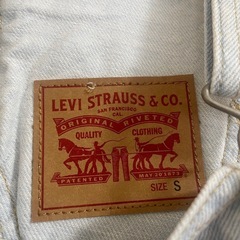 LEVI STRAUSS & CO.
SAN FRANCISCO
CAL.
ORIGINAL RIVETED
QUALITY CLOTHING
PATENTED MAY 20 1873
SIZE S